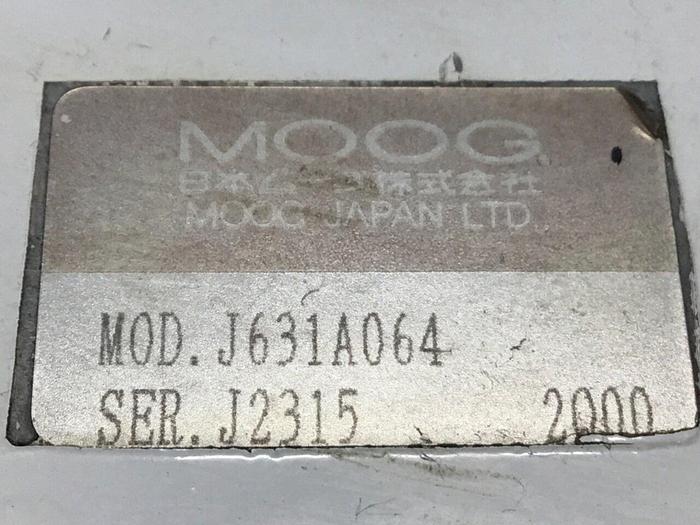 MOOG
日本ムーグ株式会社
MOOG JAPAN LTD.
MOD. J631A064
SER. J2315 2000